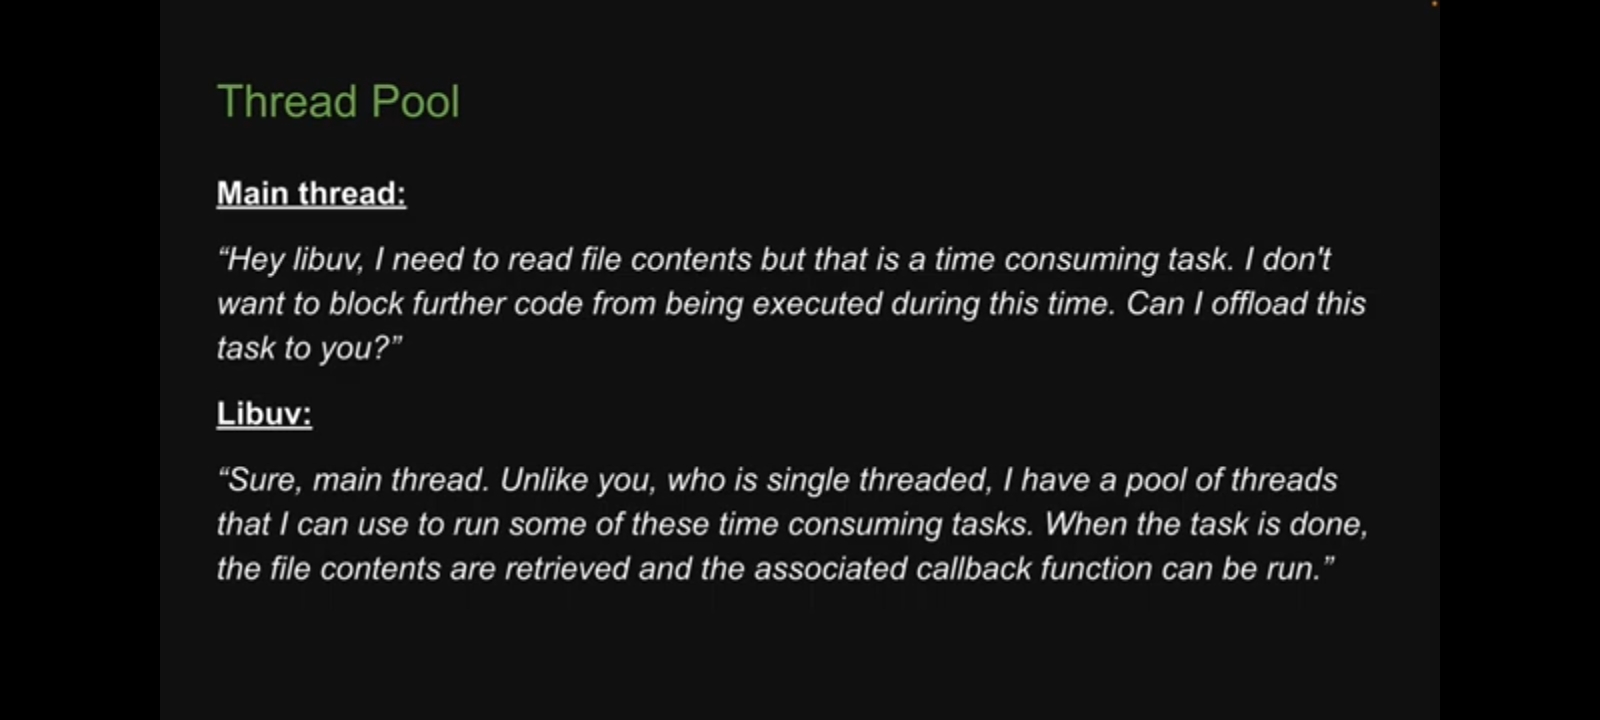 Thread Pool
Main thread:
“Hey libuv, I need to read file contents but that is a time consuming task. I don't
want to block further code from being executed during this time. Can I offload this
task to you?”
Libuv:
“Sure, main thread. Unlike you, who is single threaded, I have a pool of threads
that I can use to run some of these time consuming tasks. When the task is done,
the file contents are retrieved and the associated callback function can be run.”